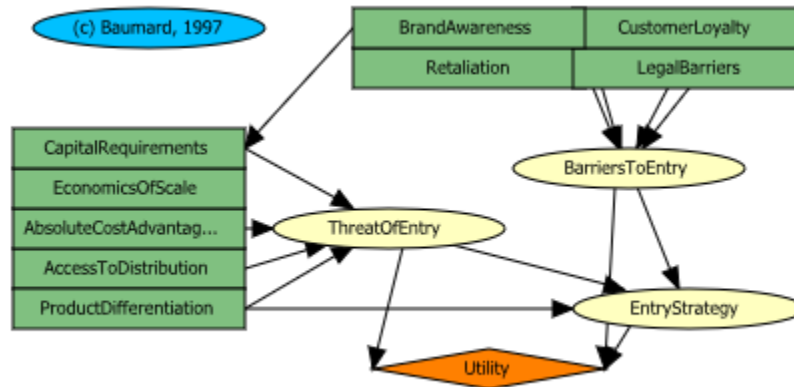 (c) Baumard, 1997
BrandAwareness
CustomerLoyalty
Retaliation
LegalBarriers
CapitalRequirements
EconomicsOfScale
AbsoluteCostAdvantag...
AccessToDistribution
ProductDifferentiation
BarriersToEntry
ThreatOfEntry
EntryStrategy
Utility